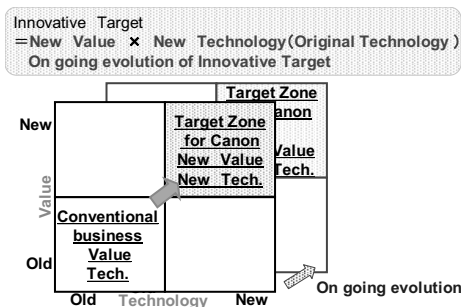 Innovative Target
＝New Value × New Technology(Original Technology)
On going evolution of Innovative Target
Target Zone
anon
Value
Tech.
New
Target Zone
for Canon
New Value
New Tech.
Value
Conventional
business
Value
Tech.
Old
Old Technology New
On going evolution